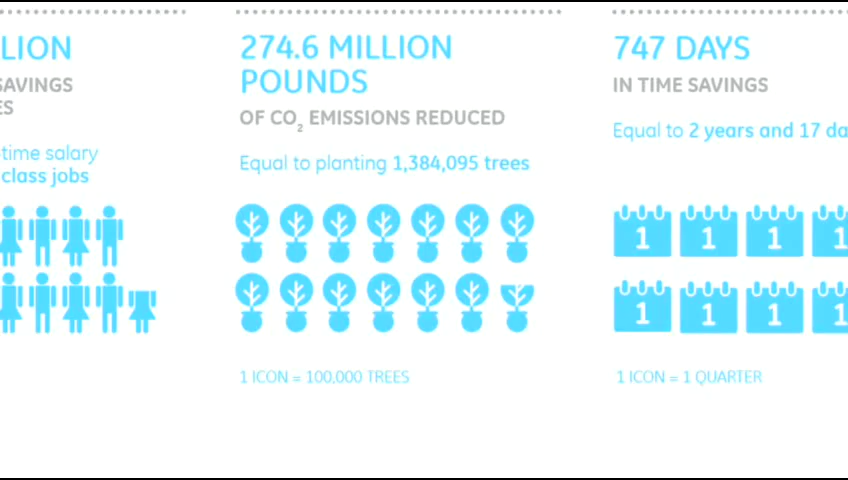 LION
SAVINGS
ES
-time salary
class jobs
274.6 MILLION
POUNDS
OF CO₂ EMISSIONS REDUCED
Equal to planting 1,384,095 trees
1 ICON = 100,000 TREES
747 DAYS
IN TIME SAVINGS
Equal to 2 years and 17 da
1 1 1 1
1 1 1 1
1 ICON = 1 QUARTER